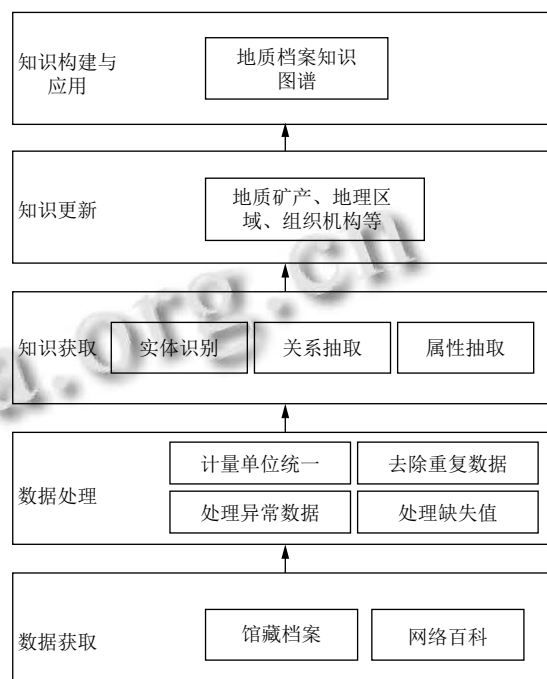 知识构建与
应用
地质档案知识
图谱
知识更新
地质矿产、地理区
域、组织机构等
知识获取
实体识别
关系抽取
属性抽取
数据处理
计量单位统一
去除重复数据
处理异常数据
处理缺失值
数据获取
馆藏档案
网络百科
a.org.cn